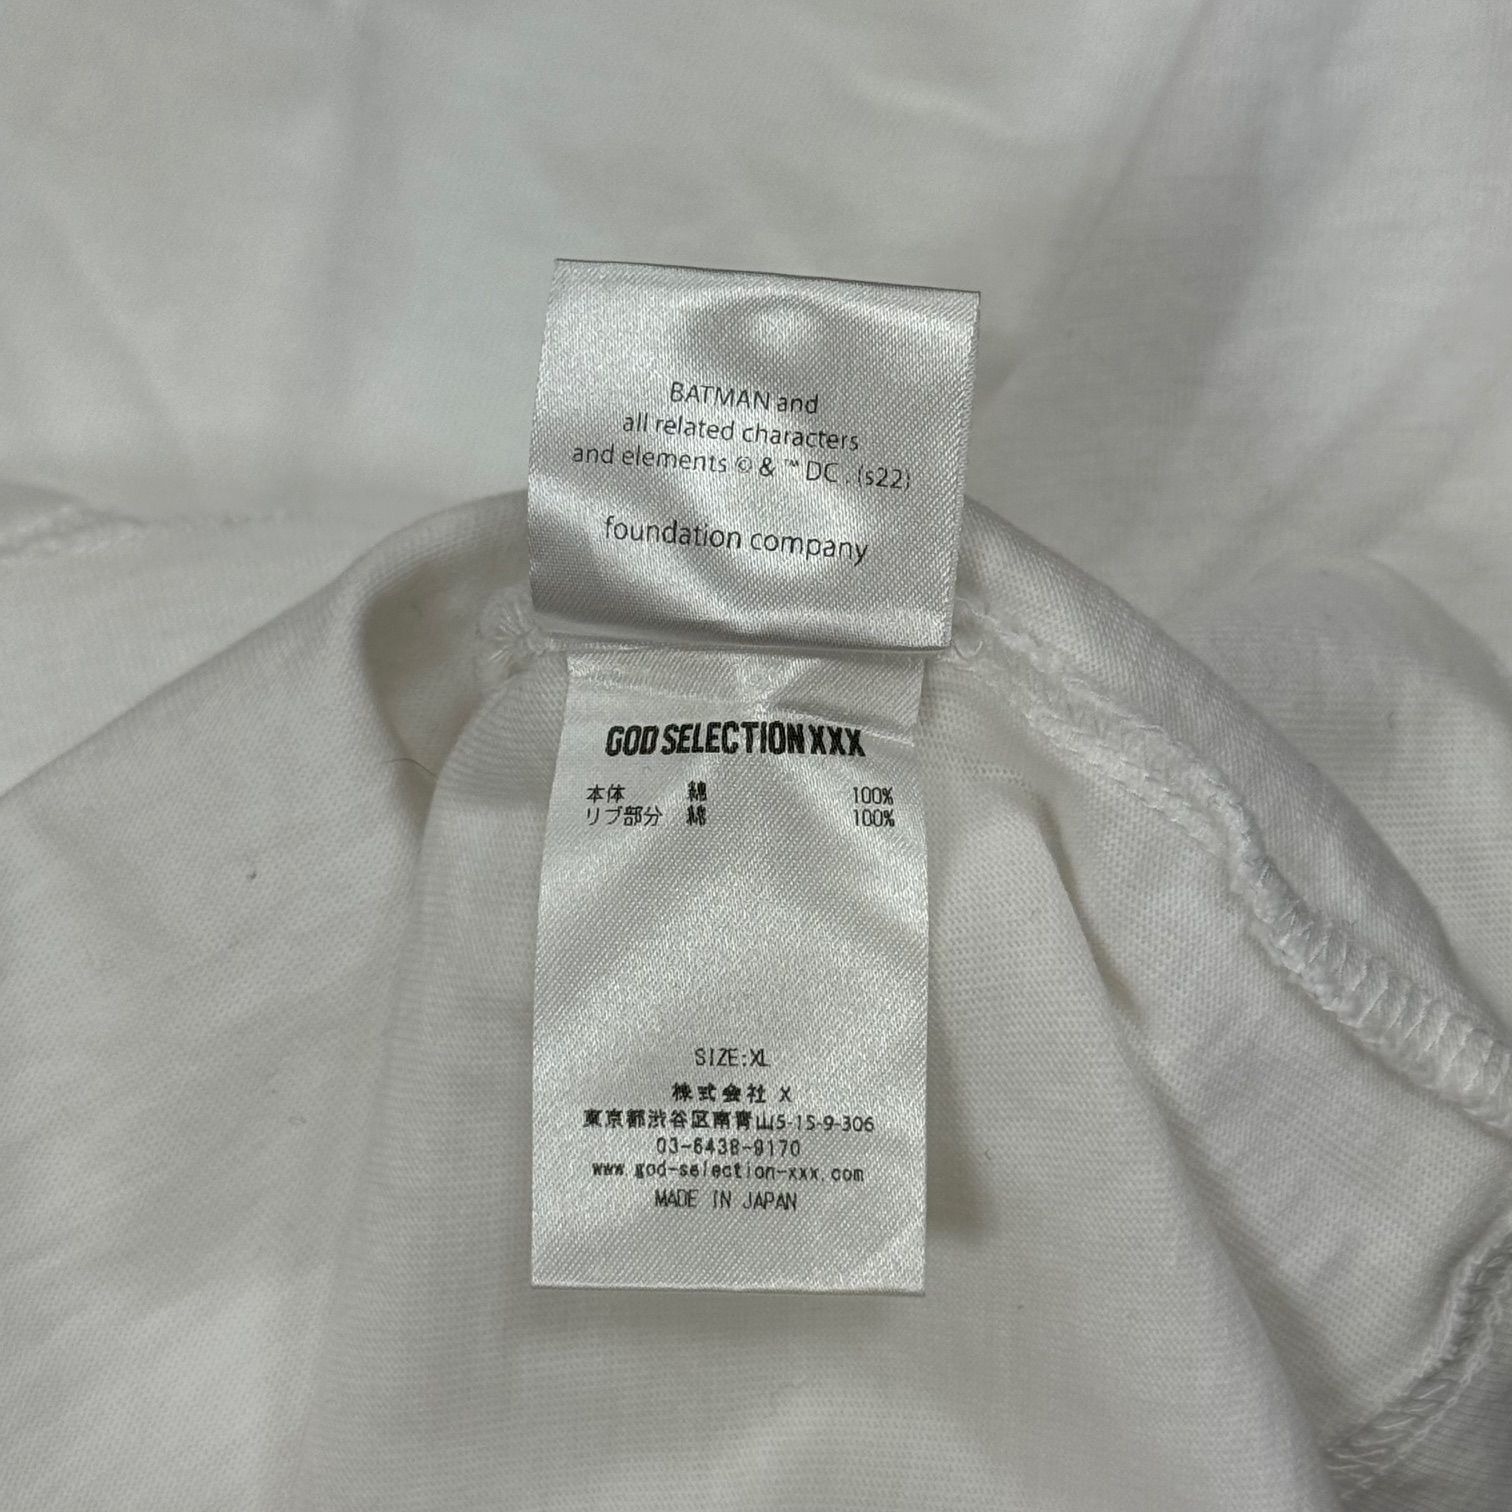 BATMAN and
all related characters
and elements © & ™ DC. (s22)
foundation company
GOD SELECTION XXX
本体 綿 100%
リブ部分 綿 100%
SIZE:XL
株式会社 X
東京都渋谷区南青山5-15-9-306
03-6438-9170
www.god-selection-xxx.com
MADE IN JAPAN